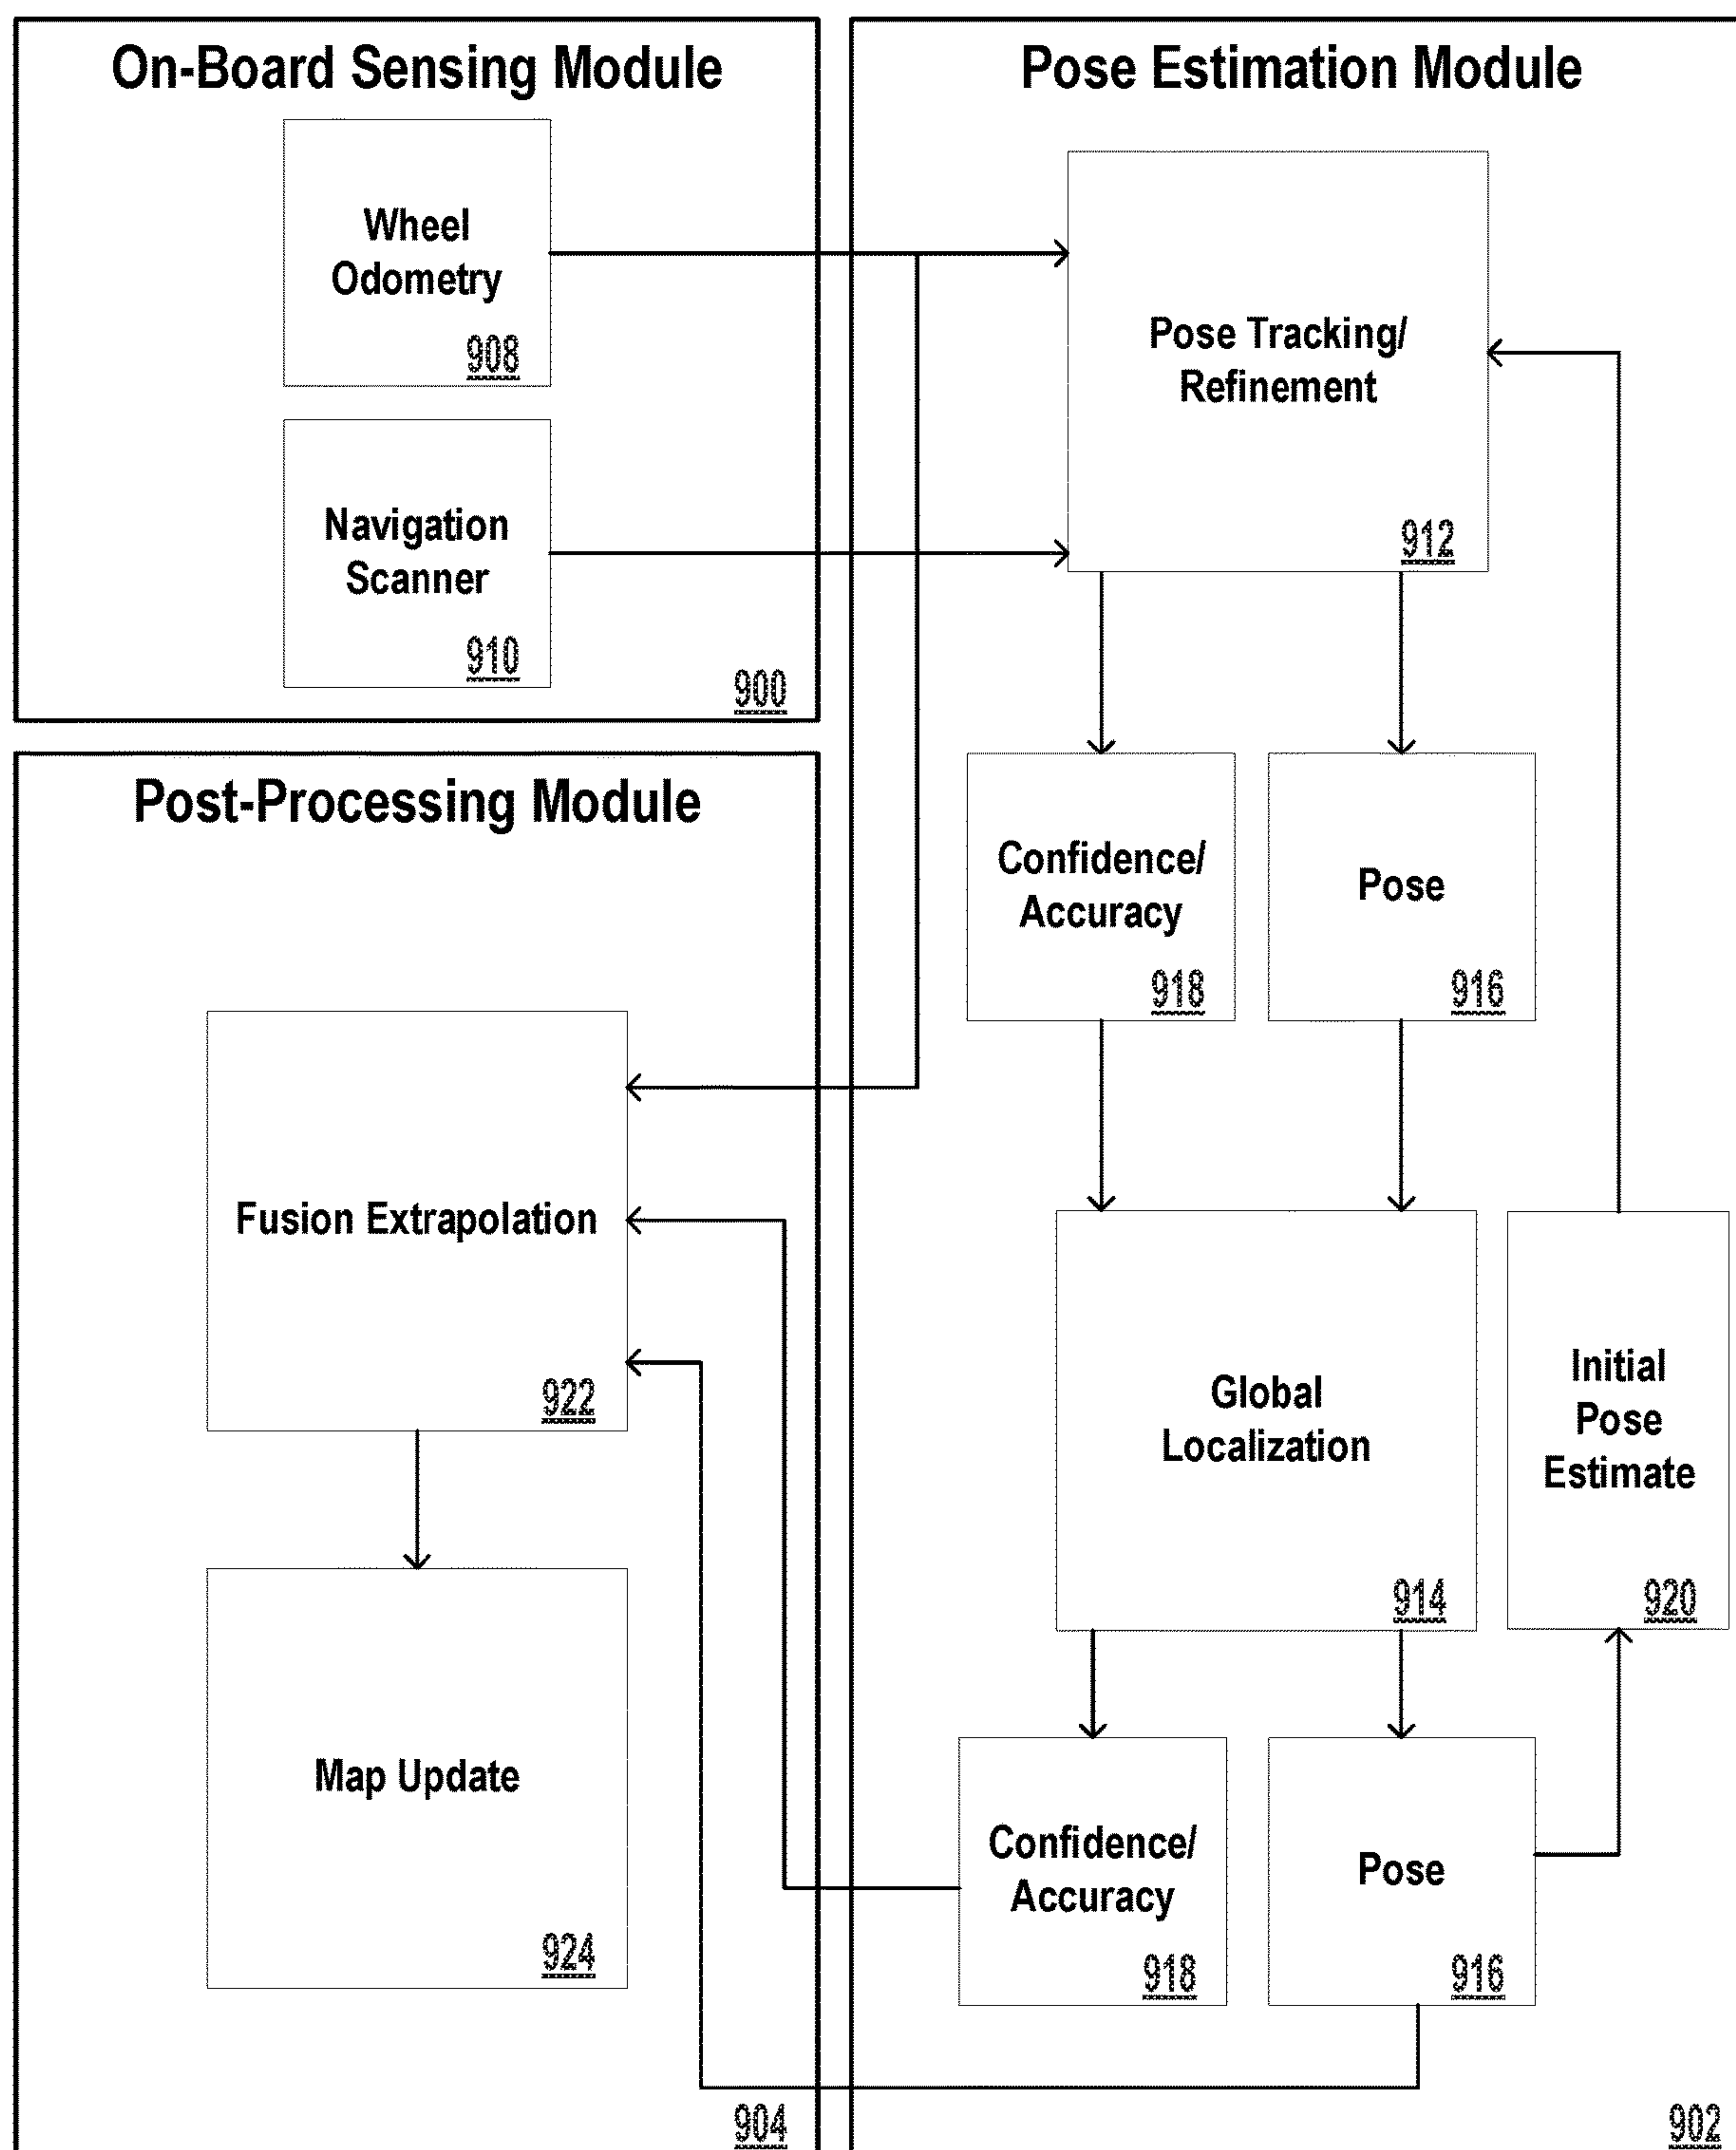 On-Board Sensing Module
Wheel
Odometry
908
Navigation
Scanner
910
900
Pose Estimation Module
Pose Tracking/
Refinement
912
Confidence/
Accuracy
918
Pose
916
Global
Localization
914
Initial
Pose
Estimate
920
Confidence/
Accuracy
918
Pose
916
902
Post-Processing Module
Fusion Extrapolation
922
Map Update
924
904